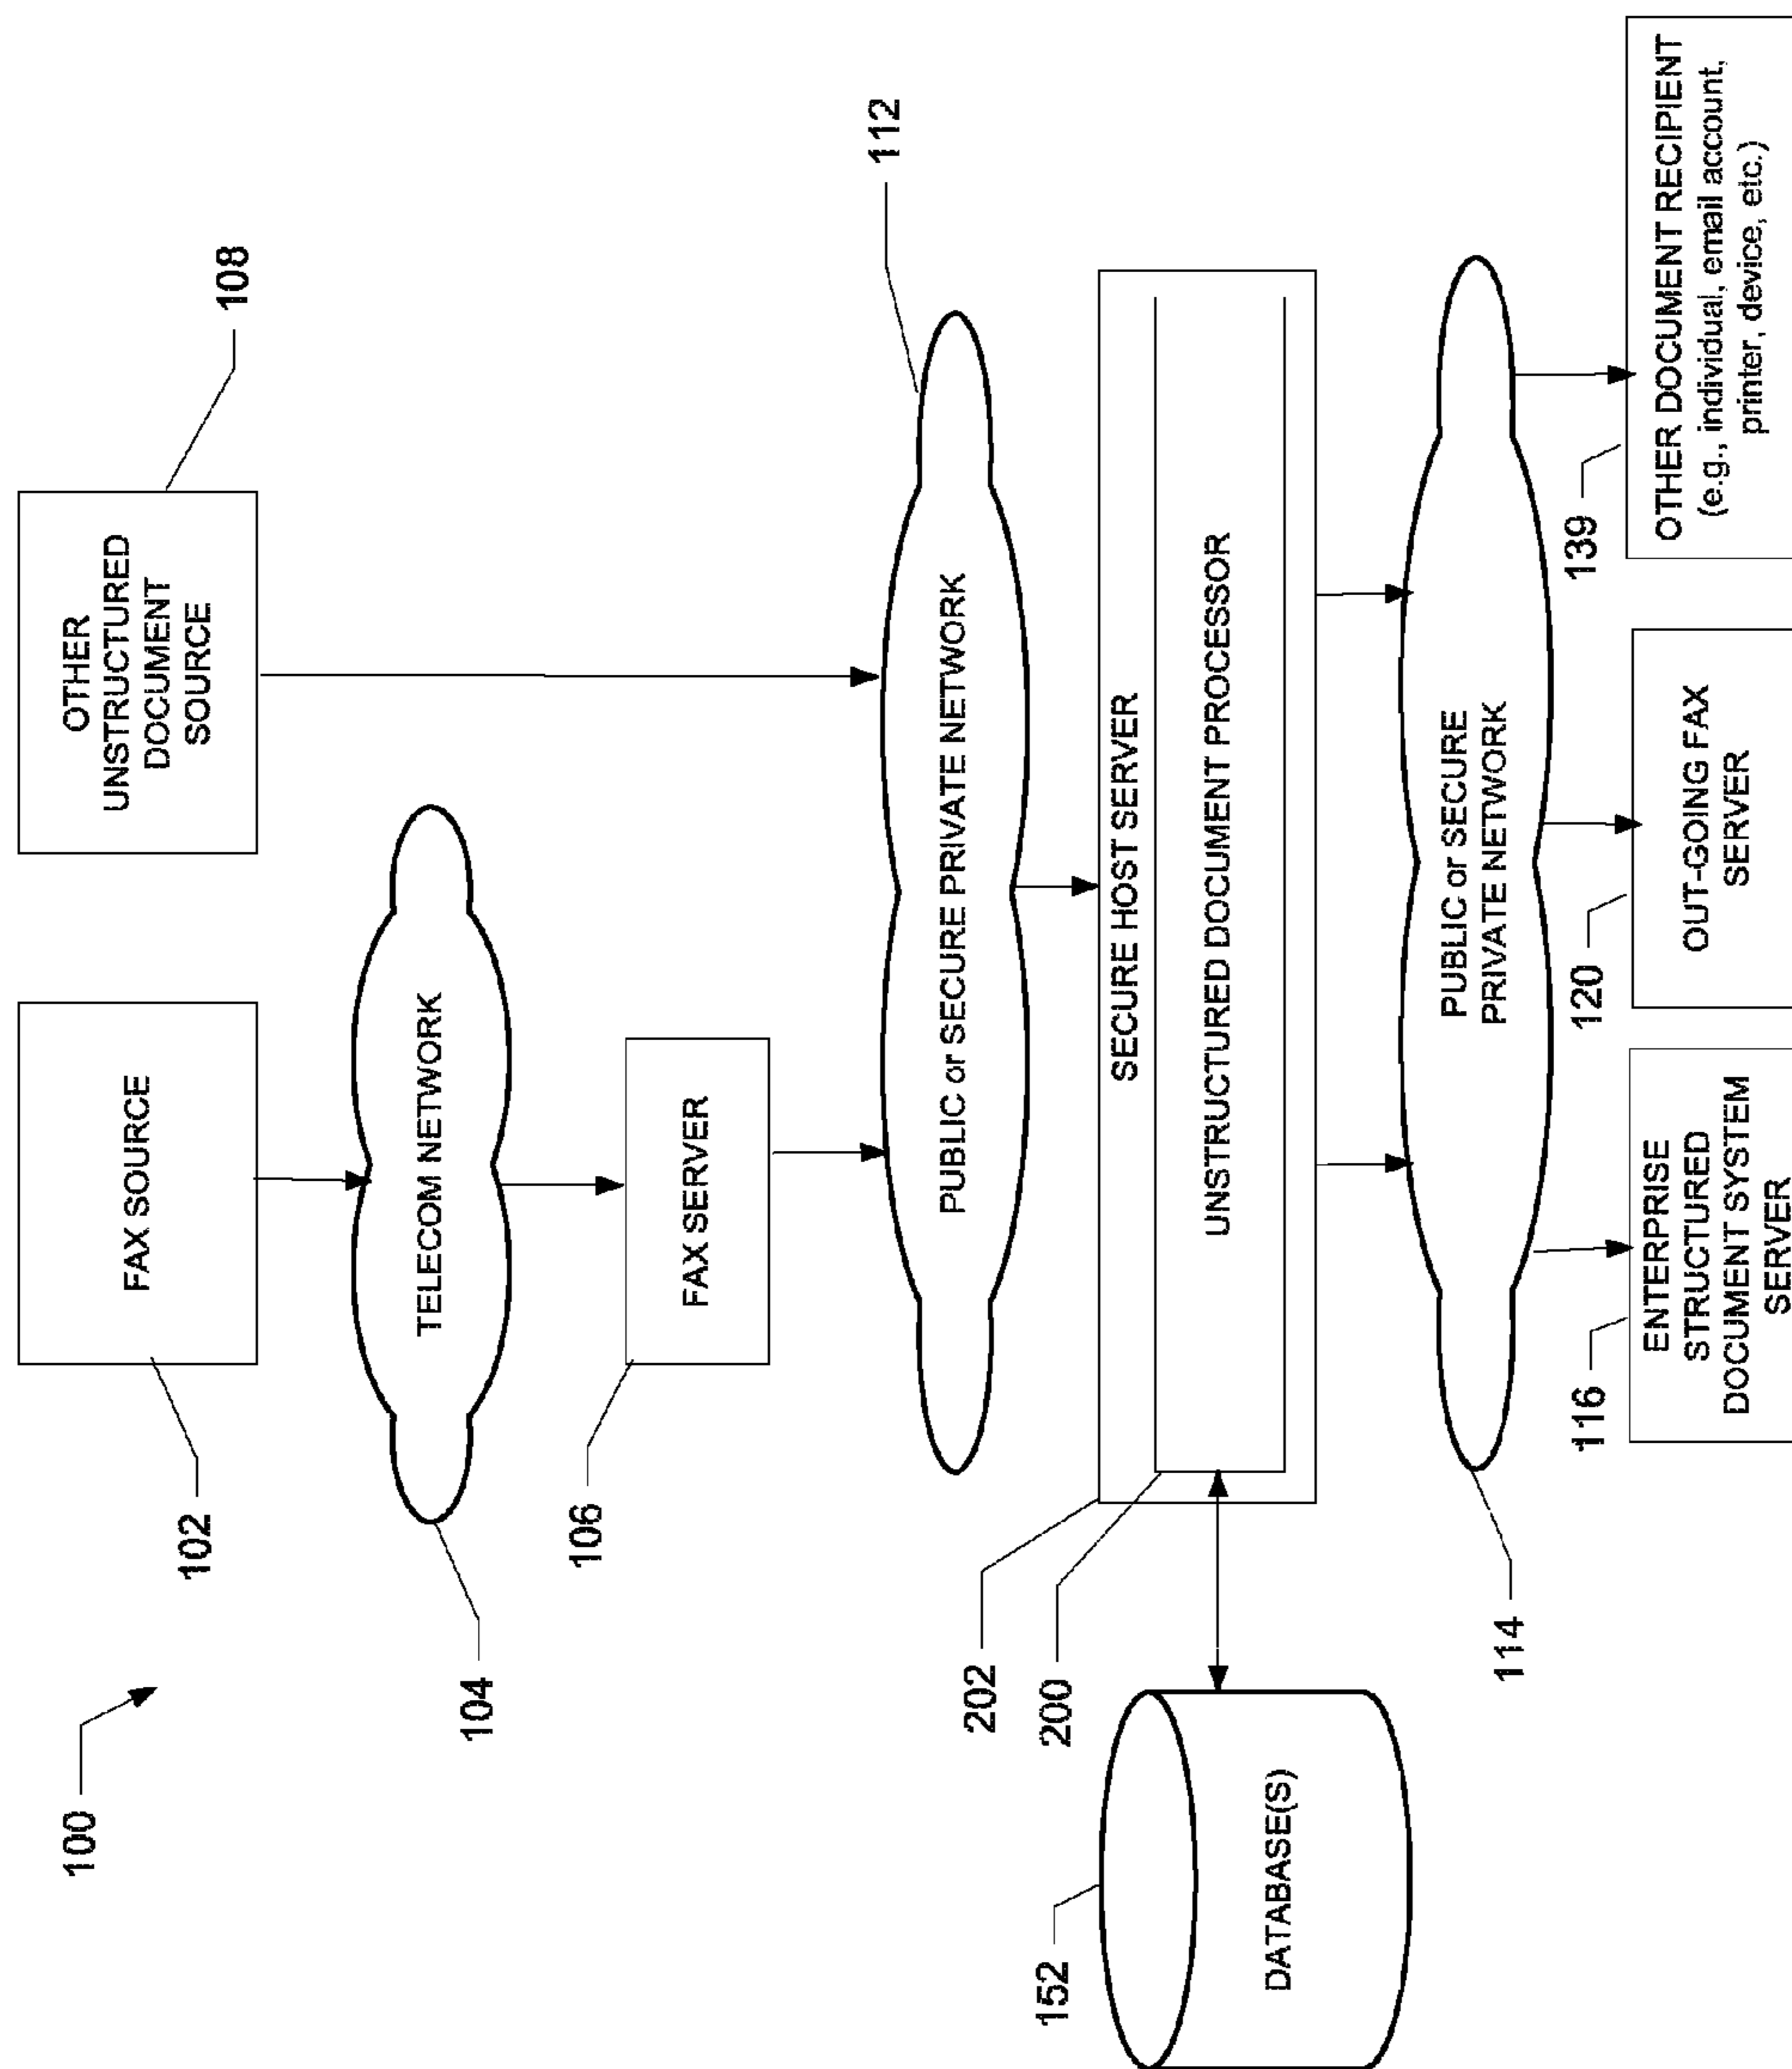 100
102
FAX SOURCE
OTHER
UNSTRUCTURED
DOCUMENT
SOURCE
108
104
TELECOM NETWORK
106
FAX SERVER
112
PUBLIC or SECURE PRIVATE NETWORK
202
SECURE HOST SERVER
200
UNSTRUCTURED DOCUMENT PROCESSOR
152
DATABASE(S)
114
PUBLIC or SECURE
PRIVATE NETWORK
116
ENTERPRISE
STRUCTURED
DOCUMENT SYSTEM
SERVER
120
OUT-GOING FAX
SERVER
139
OTHER DOCUMENT RECIPIENT
(e.g., individual, email account,
printer, device, etc.)